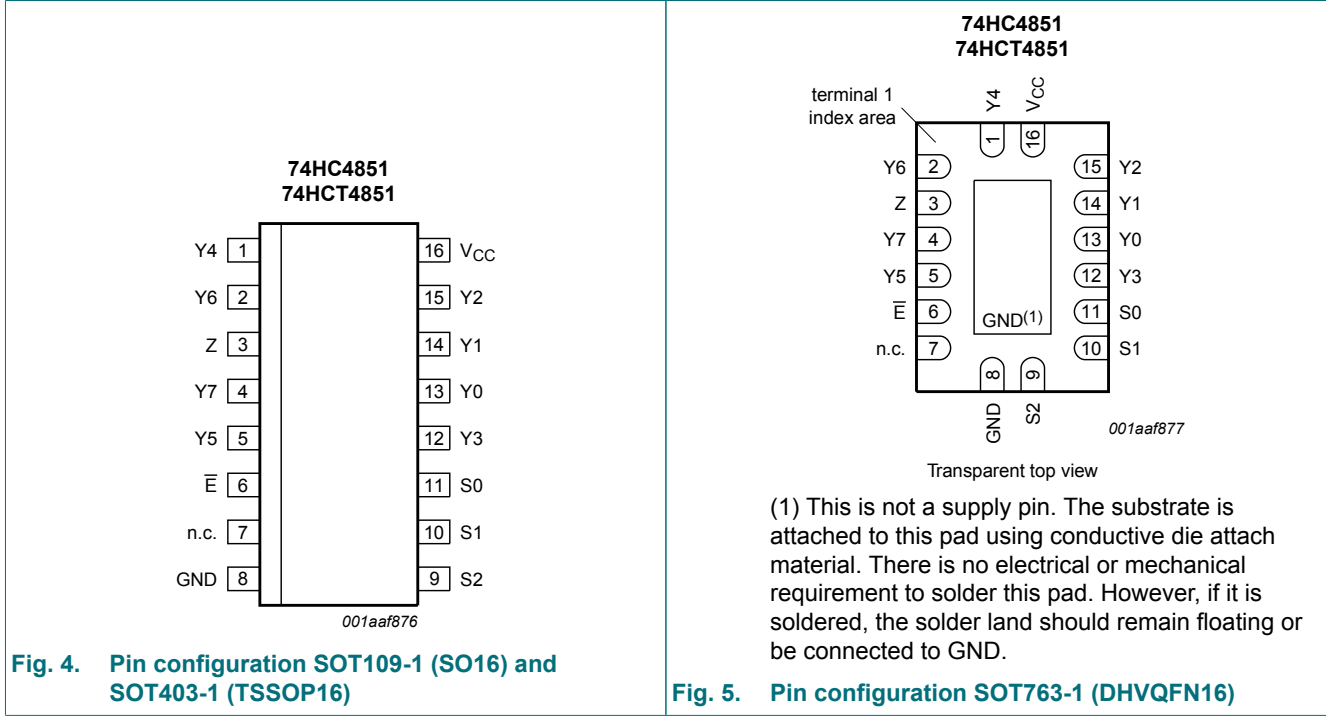 74HC4851
74HCT4851
Y4 1
16 VCC
Y6 2
15 Y2
Z 3
14 Y1
Y7 4
13 Y0
Y5 5
12 Y3
E̅ 6
11 S0
n.c. 7
10 S1
GND 8
9 S2
001aaf876
Fig. 4. Pin configuration SOT109-1 (SO16) and
SOT403-1 (TSSOP16)
74HC4851
74HCT4851
terminal 1
index area
Y4
VCC
1
16
Y6 2
15 Y2
Z 3
14 Y1
Y7 4
13 Y0
Y5 5
12 Y3
E̅ 6
11 S0
n.c. 7
10 S1
GND(1)
8
9
GND
S2
001aaf877
Transparent top view
(1) This is not a supply pin. The substrate is
attached to this pad using conductive die attach
material. There is no electrical or mechanical
requirement to solder this pad. However, if it is
soldered, the solder land should remain floating or
be connected to GND.
Fig. 5. Pin configuration SOT763-1 (DHVQFN16)